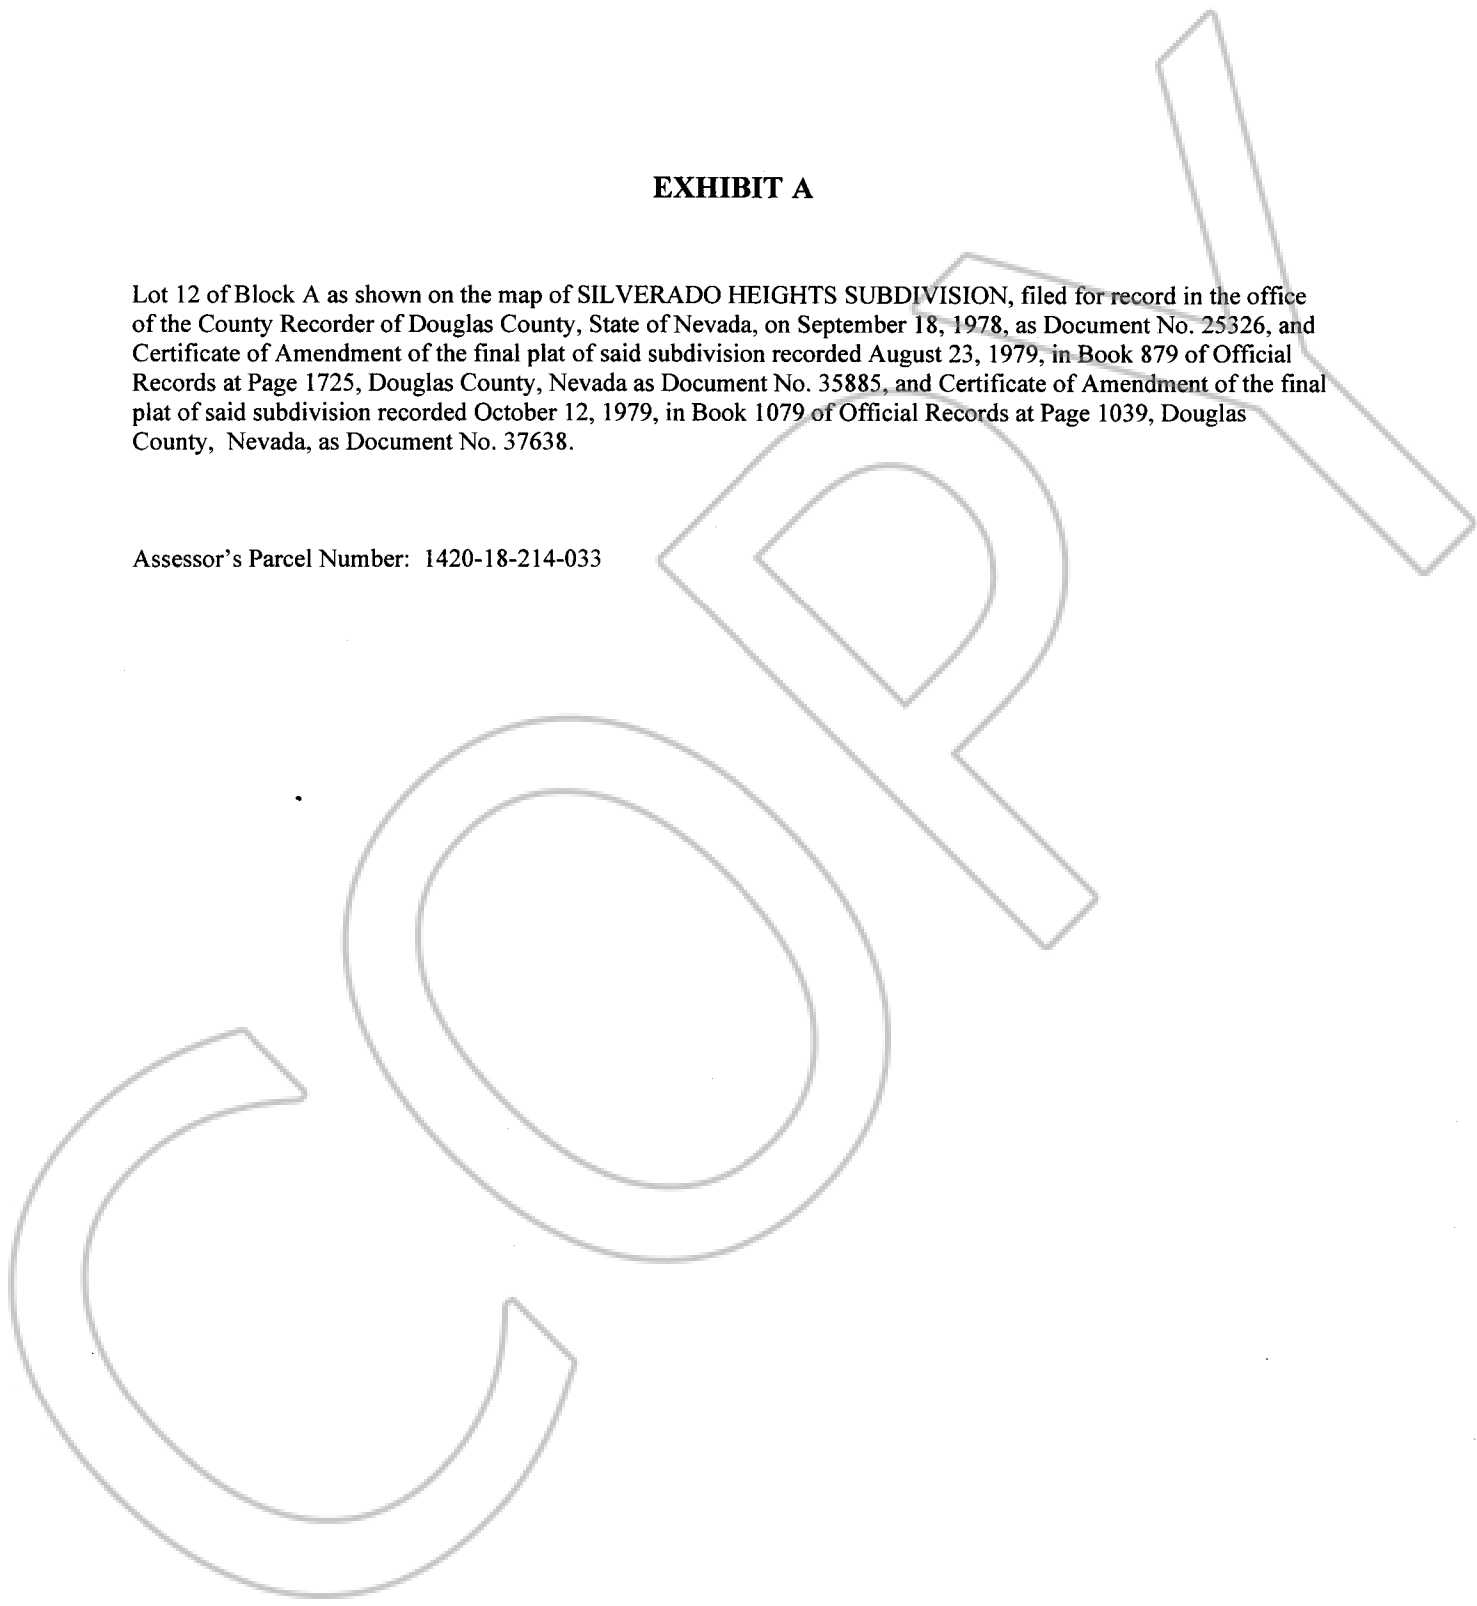 EXHIBIT A
Lot 12 of Block A as shown on the map of SILVERADO HEIGHTS SUBDIVISION, filed for record in the office
of the County Recorder of Douglas County, State of Nevada, on September 18, 1978, as Document No. 25326, and
Certificate of Amendment of the final plat of said subdivision recorded August 23, 1979, in Book 879 of Official
Records at Page 1725, Douglas County, Nevada as Document No. 35885, and Certificate of Amendment of the final
plat of said subdivision recorded October 12, 1979, in Book 1079 of Official Records at Page 1039, Douglas
County,  Nevada, as Document No. 37638.
Assessor's Parcel Number:  1420-18-214-033
COPY